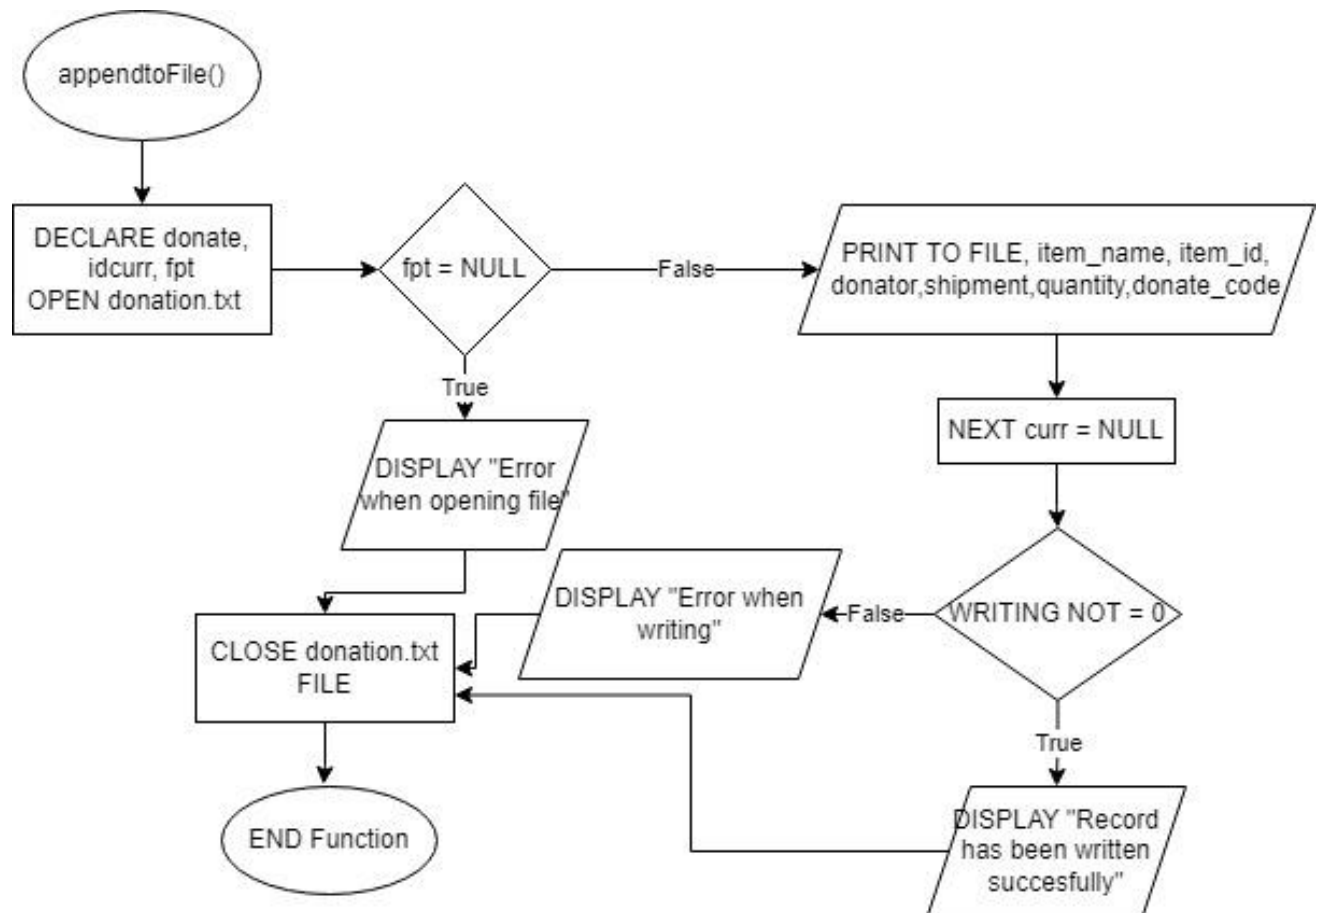 appendtoFile()
DECLARE donate,
idcurr, fpt
OPEN donation.txt
fpt = NULL
False
PRINT TO FILE, item_name, item_id,
donator,shipment,quantity,donate_code
True
NEXT curr = NULL
DISPLAY "Error
when opening file"
DISPLAY "Error when
writing"
False
WRITING NOT = 0
CLOSE donation.txt
FILE
True
DISPLAY "Record
has been written
succesfully"
END Function